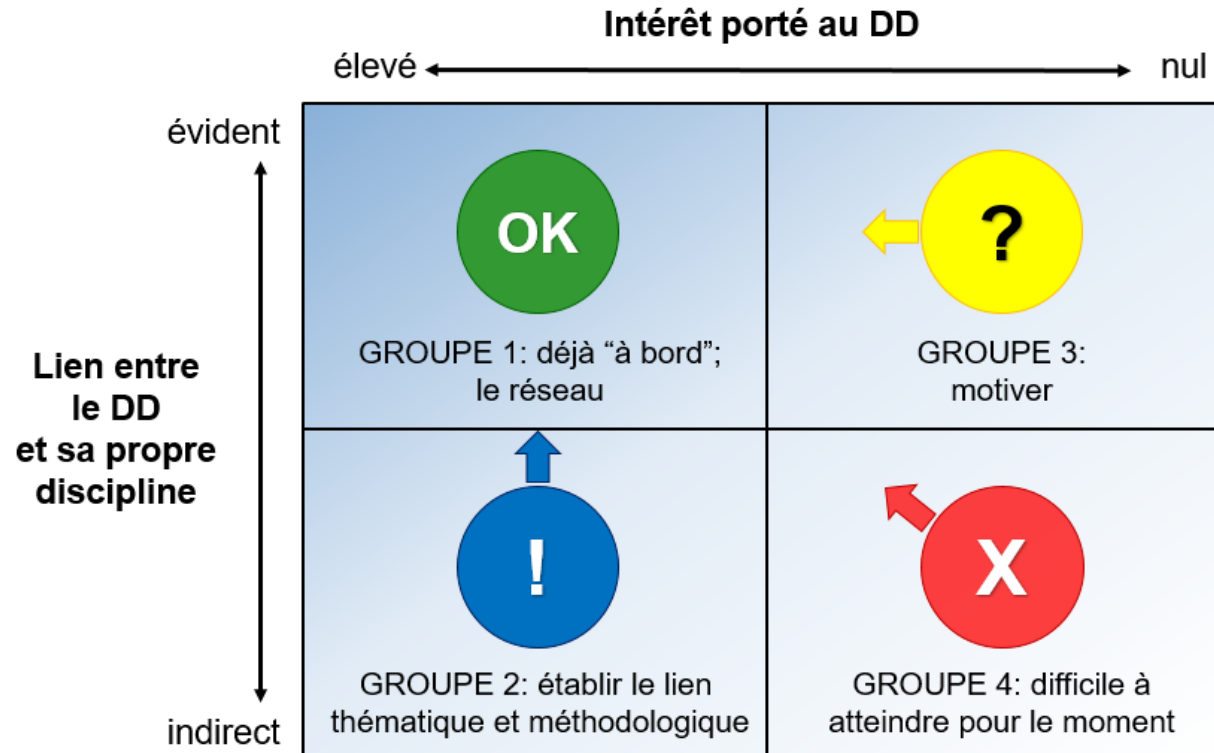 Intérêt porté au DD
élevé
nul
évident
OK
?
GROUPE 1: déjà “à bord”;
le réseau
GROUPE 3:
motiver
Lien entre
le DD
et sa propre
discipline
!
X
GROUPE 2: établir le lien
thématique et méthodologique
GROUPE 4: difficile à
atteindre pour le moment
indirect